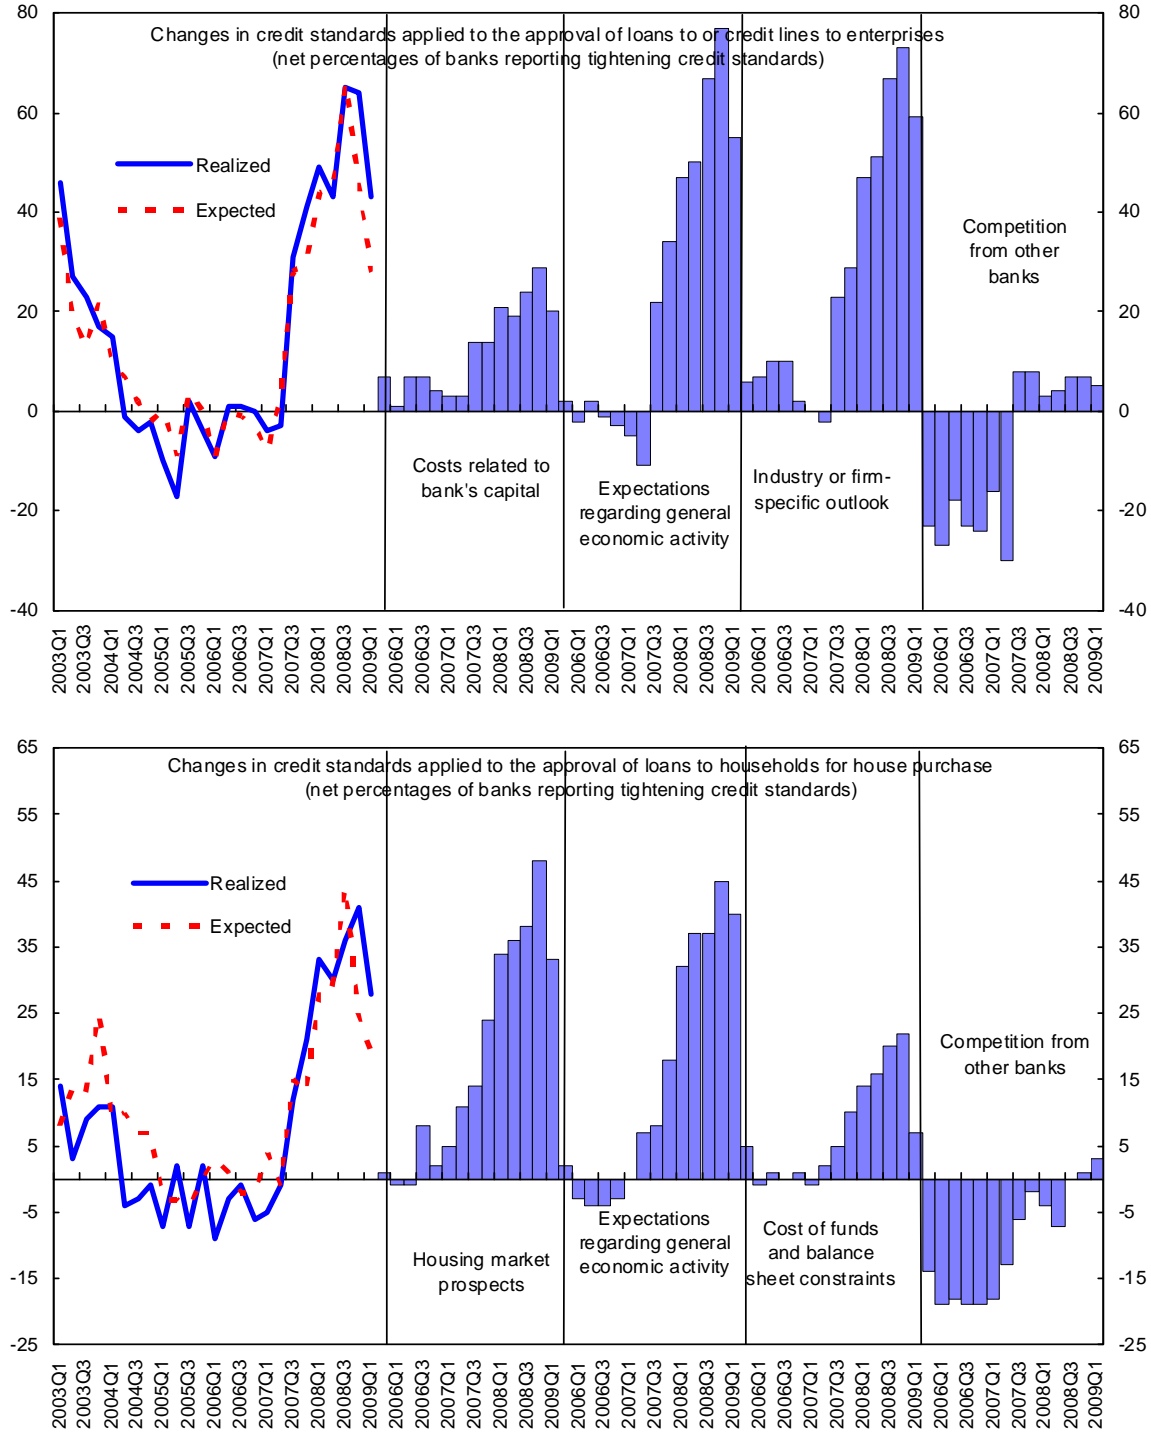 Changes in credit standards applied to the approval of loans to or credit lines to enterprises
(net percentages of banks reporting tightening credit standards)
80
60
40
20
0
-20
-40
80
60
40
20
0
-20
-40
Realized
Expected
Costs related to
bank's capital
Expectations
regarding general
economic activity
Industry or firm-
specific outlook
Competition
from other
banks
2003Q1
2003Q3
2004Q1
2004Q3
2005Q1
2005Q3
2006Q1
2006Q3
2007Q1
2007Q3
2008Q1
2008Q3
2009Q1
2006Q1
2006Q3
2007Q1
2007Q3
2008Q1
2008Q3
2009Q1
2006Q1
2006Q3
2007Q1
2007Q3
2008Q1
2008Q3
2009Q1
2006Q1
2006Q3
2007Q1
2007Q3
2008Q1
2008Q3
2009Q1
2006Q1
2006Q3
2007Q1
2007Q3
2008Q1
2008Q3
2009Q1
Changes in credit standards applied to the approval of loans to households for house purchase
(net percentages of banks reporting tightening credit standards)
65
55
45
35
25
15
5
-5
-15
-25
65
55
45
35
25
15
5
-5
-15
-25
Realized
Expected
Housing market
prospects
Expectations
regarding general
economic activity
Cost of funds
and balance
sheet constraints
Competition from
other banks
2003Q1
2003Q3
2004Q1
2004Q3
2005Q1
2005Q3
2006Q1
2006Q3
2007Q1
2007Q3
2008Q1
2008Q3
2009Q1
2006Q1
2006Q3
2007Q1
2007Q3
2008Q1
2008Q3
2009Q1
2006Q1
2006Q3
2007Q1
2007Q3
2008Q1
2008Q3
2009Q1
2006Q1
2006Q3
2007Q1
2007Q3
2008Q1
2008Q3
2009Q1
2006Q1
2006Q3
2007Q1
2007Q3
2008Q1
2008Q3
2009Q1